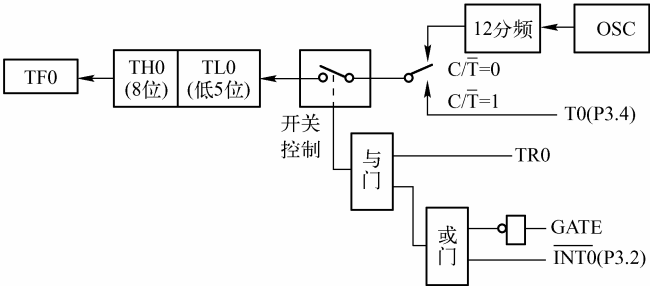 12分频
OSC
TF0
TH0
(8位)
TL0
(低5位)
C/T̅=0
C/T̅=1
T0(P3.4)
开关
控制
与
门
TR0
或
门
GATE
I̅N̅T̅0̅(P3.2)